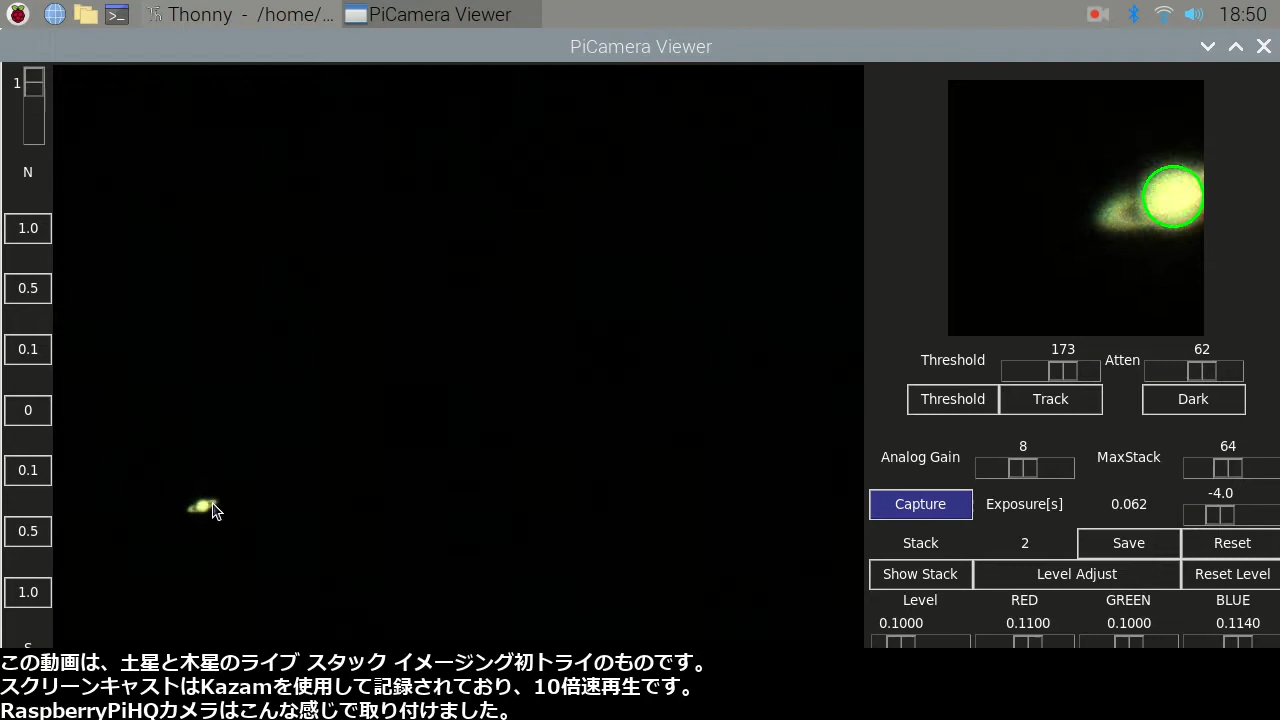 Thonny - /home/...
PiCamera Viewer
18:50
PiCamera Viewer
1
N
1.0
0.5
0.1
0
0.1
0.5
1.0
173
62
Threshold
Atten
Threshold
Track
Dark
8
64
Analog Gain
MaxStack
-4.0
Capture
Exposure[s]
0.062
Stack
2
Save
Reset
Show Stack
Level Adjust
Reset Level
Level
RED
GREEN
BLUE
0.1000
0.1100
0.1000
0.1140
この動画は、土星と木星のライブ スタック イメージング初トライのものです。
スクリーンキャストはKazamを使用して記録されており、10倍速再生です。
RaspberryPiHQカメラはこんな感じで取り付けました。